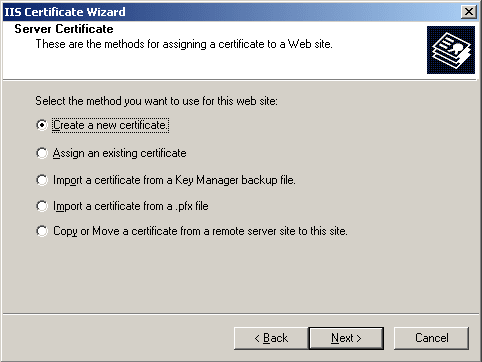 IIS Certificate Wizard
Server Certificate
These are the methods for assigning a certificate to a Web site.
Select the method you want to use for this web site:
Create a new certificate.
Assign an existing certificate
Import a certificate from a Key Manager backup file.
Import a certificate from a .pfx file
Copy or Move a certificate from a remote server site to this site.
< Back
Next >
Cancel